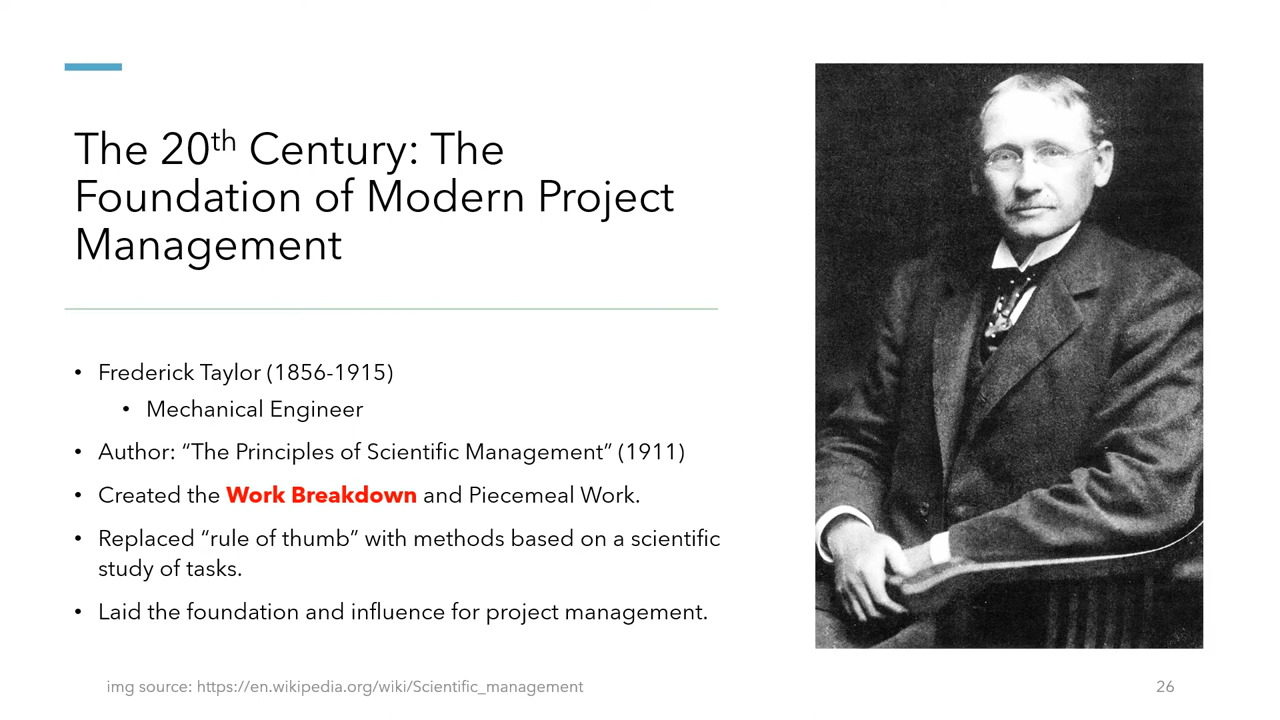 The 20th Century: The
Foundation of Modern Project
Management
• Frederick Taylor (1856-1915)
• Mechanical Engineer
• Author: “The Principles of Scientific Management” (1911)
• Created the Work Breakdown and Piecemeal Work.
• Replaced “rule of thumb” with methods based on a scientific
study of tasks.
• Laid the foundation and influence for project management.
img source: https://en.wikipedia.org/wiki/Scientific_management
26